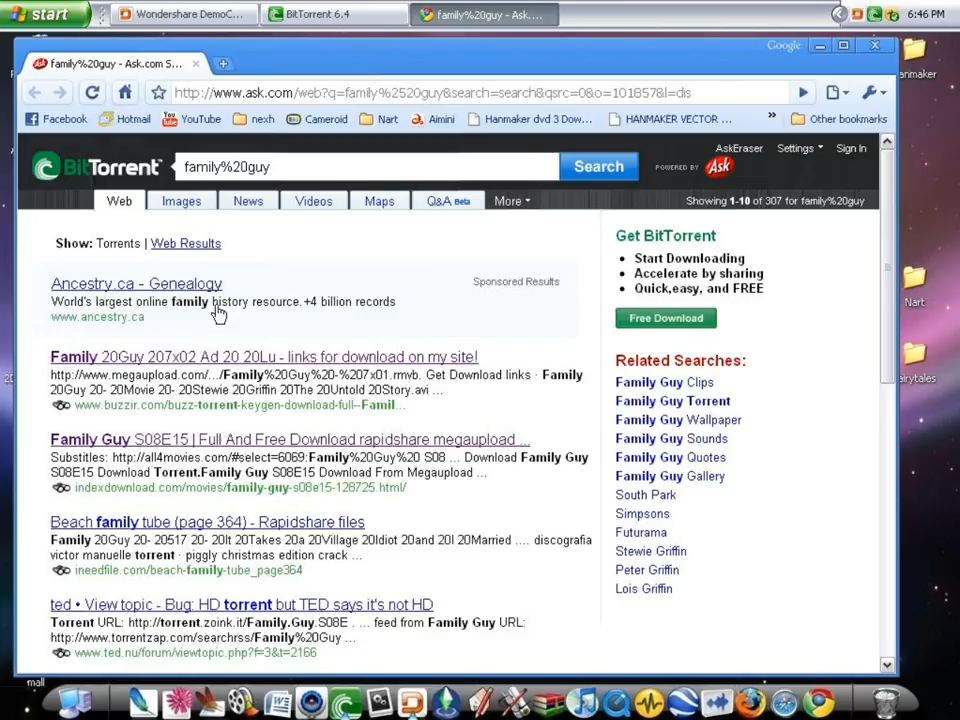 start
Wondershare DemoC...
BitTorrent 6.4
family%20guy - Ask....
6:46 PM
Google
family%20guy - Ask.com S...
http://www.ask.com/web?q=family%2520guy&search=search&qsrc=0&o=101857&l=dis
Facebook
Hotmail
YouTube
nexh
Cameroid
Nart
Aimini
Hanmaker dvd 3 Dow...
HANMAKER VECTOR ...
»
Other bookmarks
anmaker
AskEraser
Settings
Sign In
BitTorrent
family%20guy
Search
POWERED BY
Ask
Web
Images
News
Videos
Maps
Q&A Beta
More
Showing 1-10 of 307 for family%20guy
Show: Torrents | Web Results
Ancestry.ca - Genealogy
Sponsored Results
World's largest online family history resource.+4 billion records
www.ancestry.ca
Family 20Guy 207x02 Ad 20 20Lu - links for download on my site!
http://www.megaupload.com/.../Family%20Guy%20-%207x01.rmwb. Get Download links · Family
20Guy 20- 20Movie 20- 20Stewie 20Griffin 20The 20Untold 20Story.avi ...
www.buzzir.com/buzz-torrent-keygen-download-full--Famil...
Family Guy S08E15 | Full And Free Download rapidshare megaupload ...
Substitles: http://all4movies.com/#select=6069:Family%20Guy%20 S08 ... Download Family Guy
S08E15 Download Torrent.Family Guy S08E15 Download From Megaupload ...
indexdownload.com/movies/family-guy-s08e15-128725.html/
Beach family tube (page 364) - Rapidshare files
Family 20Guy 20- 20517 20- 20It 20Takes 20a 20Village 20Idiot 20and 20I 20Married .... discografia
victor manuelle torrent · piggly christmas edition crack ...
ineedfile.com/beach-family-tube_page364
ted • View topic - Bug: HD torrent but TED says it's not HD
Torrent URL: http://torrent.zoink.it/Family.Guy.S08E . ... feed from Family Guy URL:
http://www.torrentzap.com/searchrss/Family%20Guy ...
www.ted.nu/forum/viewtopic.php?f=3&t=2166
Get BitTorrent
• Start Downloading
• Accelerate by sharing
• Quick,easy, and FREE
Free Download
Related Searches:
Family Guy Clips
Family Guy Torrent
Family Guy Wallpaper
Family Guy Sounds
Family Guy Quotes
Family Guy Gallery
South Park
Simpsons
Futurama
Stewie Griffin
Peter Griffin
Lois Griffin
Nart
airytales
mall